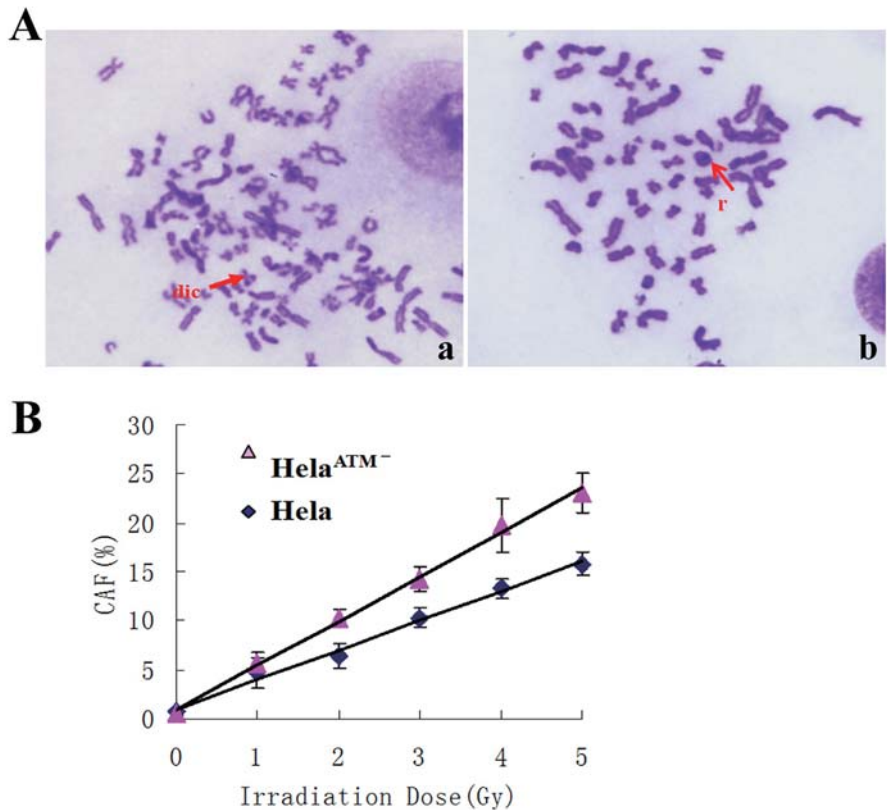 A
dic
a
r
b
B
30
25
20
15
10
5
0
CAF(%)
Hela^ATM−
Hela
0 1 2 3 4 5
Irradiation Dose(Gy)